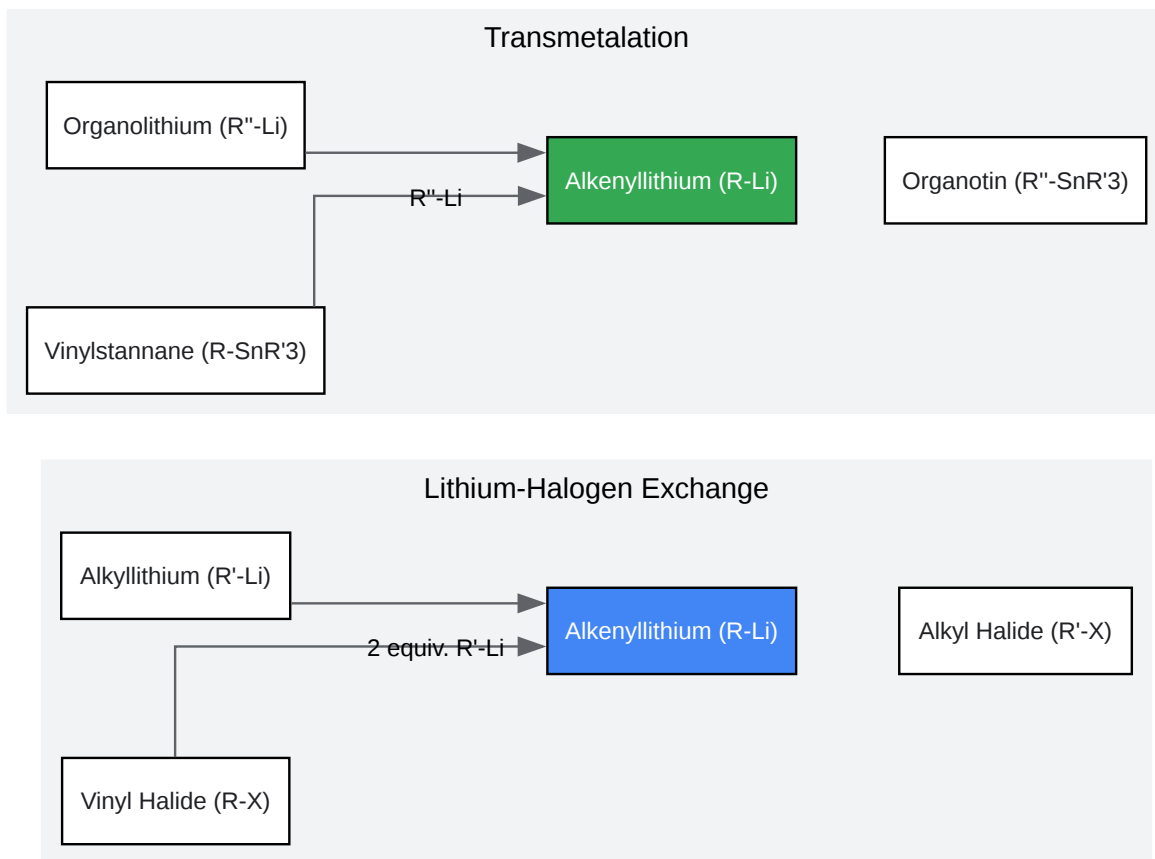 Transmetalation
Organolithium (R''-Li)
Alkenyllithium (R-Li)
Organotin (R''-SnR'3)
R''-Li
Vinylstannane (R-SnR'3)
Lithium-Halogen Exchange
Alkyllithium (R'-Li)
Alkenyllithium (R-Li)
Alkyl Halide (R'-X)
2 equiv. R'-Li
Vinyl Halide (R-X)